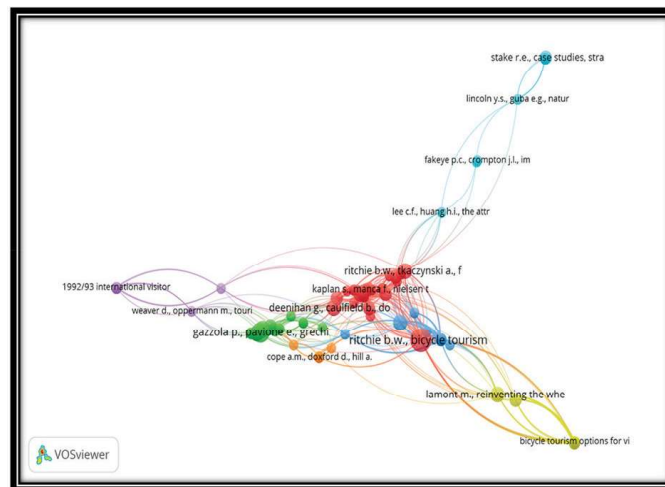 stake r.e., case studies, stra
lincoln y.s., guba e.g., natur
fakeye p.c., crompton j.l., im
lee c.f., huang h.i., the attr
ritchie b.w., tkaczynski a., f
1992/93 international visitor
kaplan s., manca f., nielsen t
weaver d., oppermann m., touri
deenihan g., caulfield b., do
gazzola p., pavione e., grechi
ritchie b.w., bicycle tourism
cope a.m., doxford d., hill a.
lamont m., reinventing the whe
bicycle tourism options for vi
VOSviewer